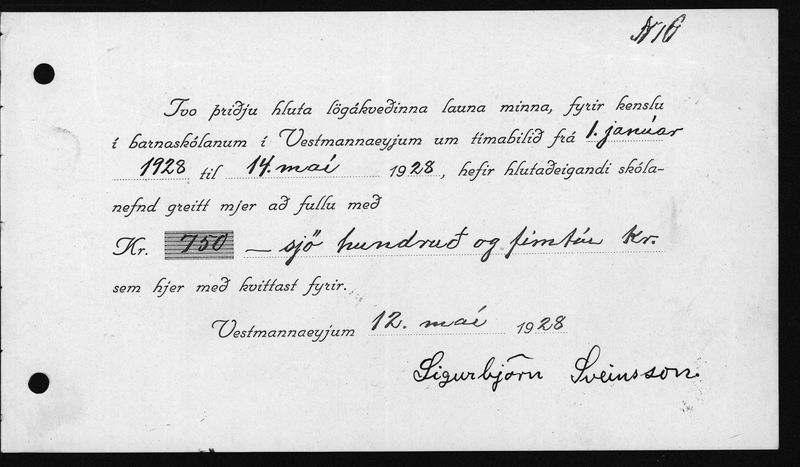 N 16
Tvo þriðju hluta lögákveðinna launa minna, fyrir kenslu
í barnaskólanum í Vestmannaeyjum um tímabilið frá 1. janúar
1928 til 14. maí 1928, hefir hlutaðeigandi skóla-
nefnd greitt mjer að fullu með
Kr. 750 — sjö hundruð og fimtíu kr.
sem hjer með kvittast fyrir.
Vestmannaeyjum 12. maí 1928
Sigurbjörn Sveinsson.